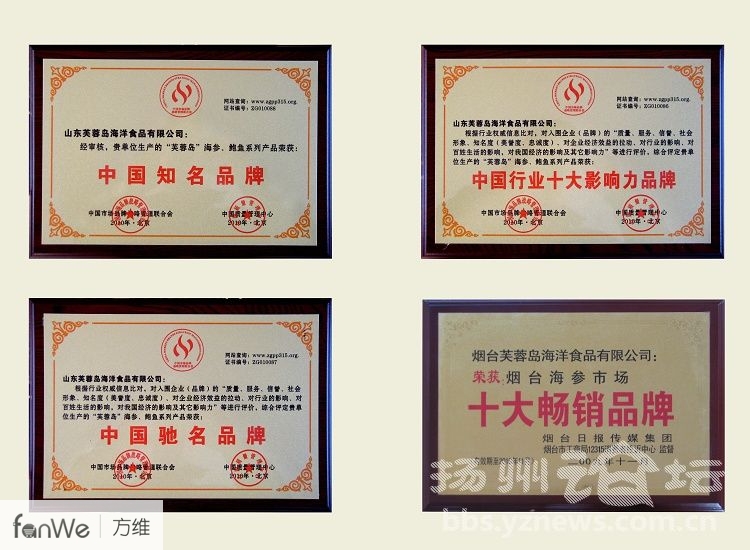 网站查询：www.zgpp315.org.
证书编号：ZG010088
山东芙蓉岛海洋食品有限公司：
经审核，贵单位生产的“芙蓉岛”海参、鲍鱼系列产品荣获：
中国知名品牌
中国市场品牌战略管理联合会
2010年·北京
中国质量管理中心
2010年·北京
网站查询：www.zgpp315.org.
证书编号：ZG010086
山东芙蓉岛海洋食品有限公司：
根据行业权威信息比对，对入围企业（品牌）的“质量、服务、信誉、社会
形象、知名度（美誉度、忠诚度）、对企业经济效益的拉动、对行业的影响、对
百姓生活的影响、对我国经济的影响及其它影响力”等进行评价，综合评定贵单
位生产的“芙蓉岛”海参、鲍鱼系列产品荣获：
中国行业十大影响力品牌
中国市场品牌战略管理联合会
2010年·北京
中国质量管理中心
2010年·北京
网站查询：www.zgpp315.org.
证书编号：ZG010087
山东芙蓉岛海洋食品有限公司：
根据行业权威信息比对，对入围企业（品牌）的“质量、服务、信誉、社会
形象、知名度（美誉度、忠诚度）、对企业经济效益的拉动、对行业的影响、对
百姓生活的影响、对我国经济的影响及其它影响力”等进行评价，综合评定贵单
位生产的“芙蓉岛”海参、鲍鱼系列产品荣获：
中国驰名品牌
中国市场品牌战略管理联合会
2010年·北京
中国质量管理中心
2010年·北京
烟台芙蓉岛海洋食品有限公司：
荣获：烟台海参市场
十大畅销品牌
烟台日报传媒集团
烟台市工商局12315
中心 监督
二00九年十一月
扬州论坛
bbs.yznews.com.cn
fanWe 方维